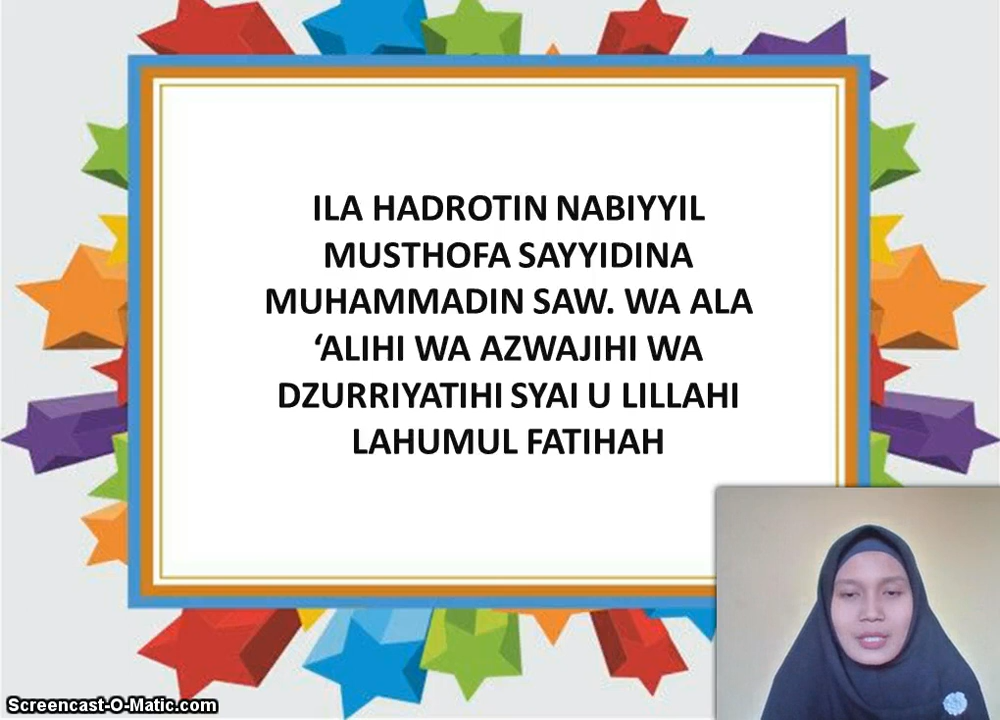 ILA HADROTIN NABIYYIL
MUSTHOFA SAYYIDINA
MUHAMMADIN SAW. WA ALA
‘ALIHI WA AZWAJIHI WA
DZURRIYATIHI SYAI U LILLAHI
LAHUMUL FATIHAH
Screencast-O-Matic.com